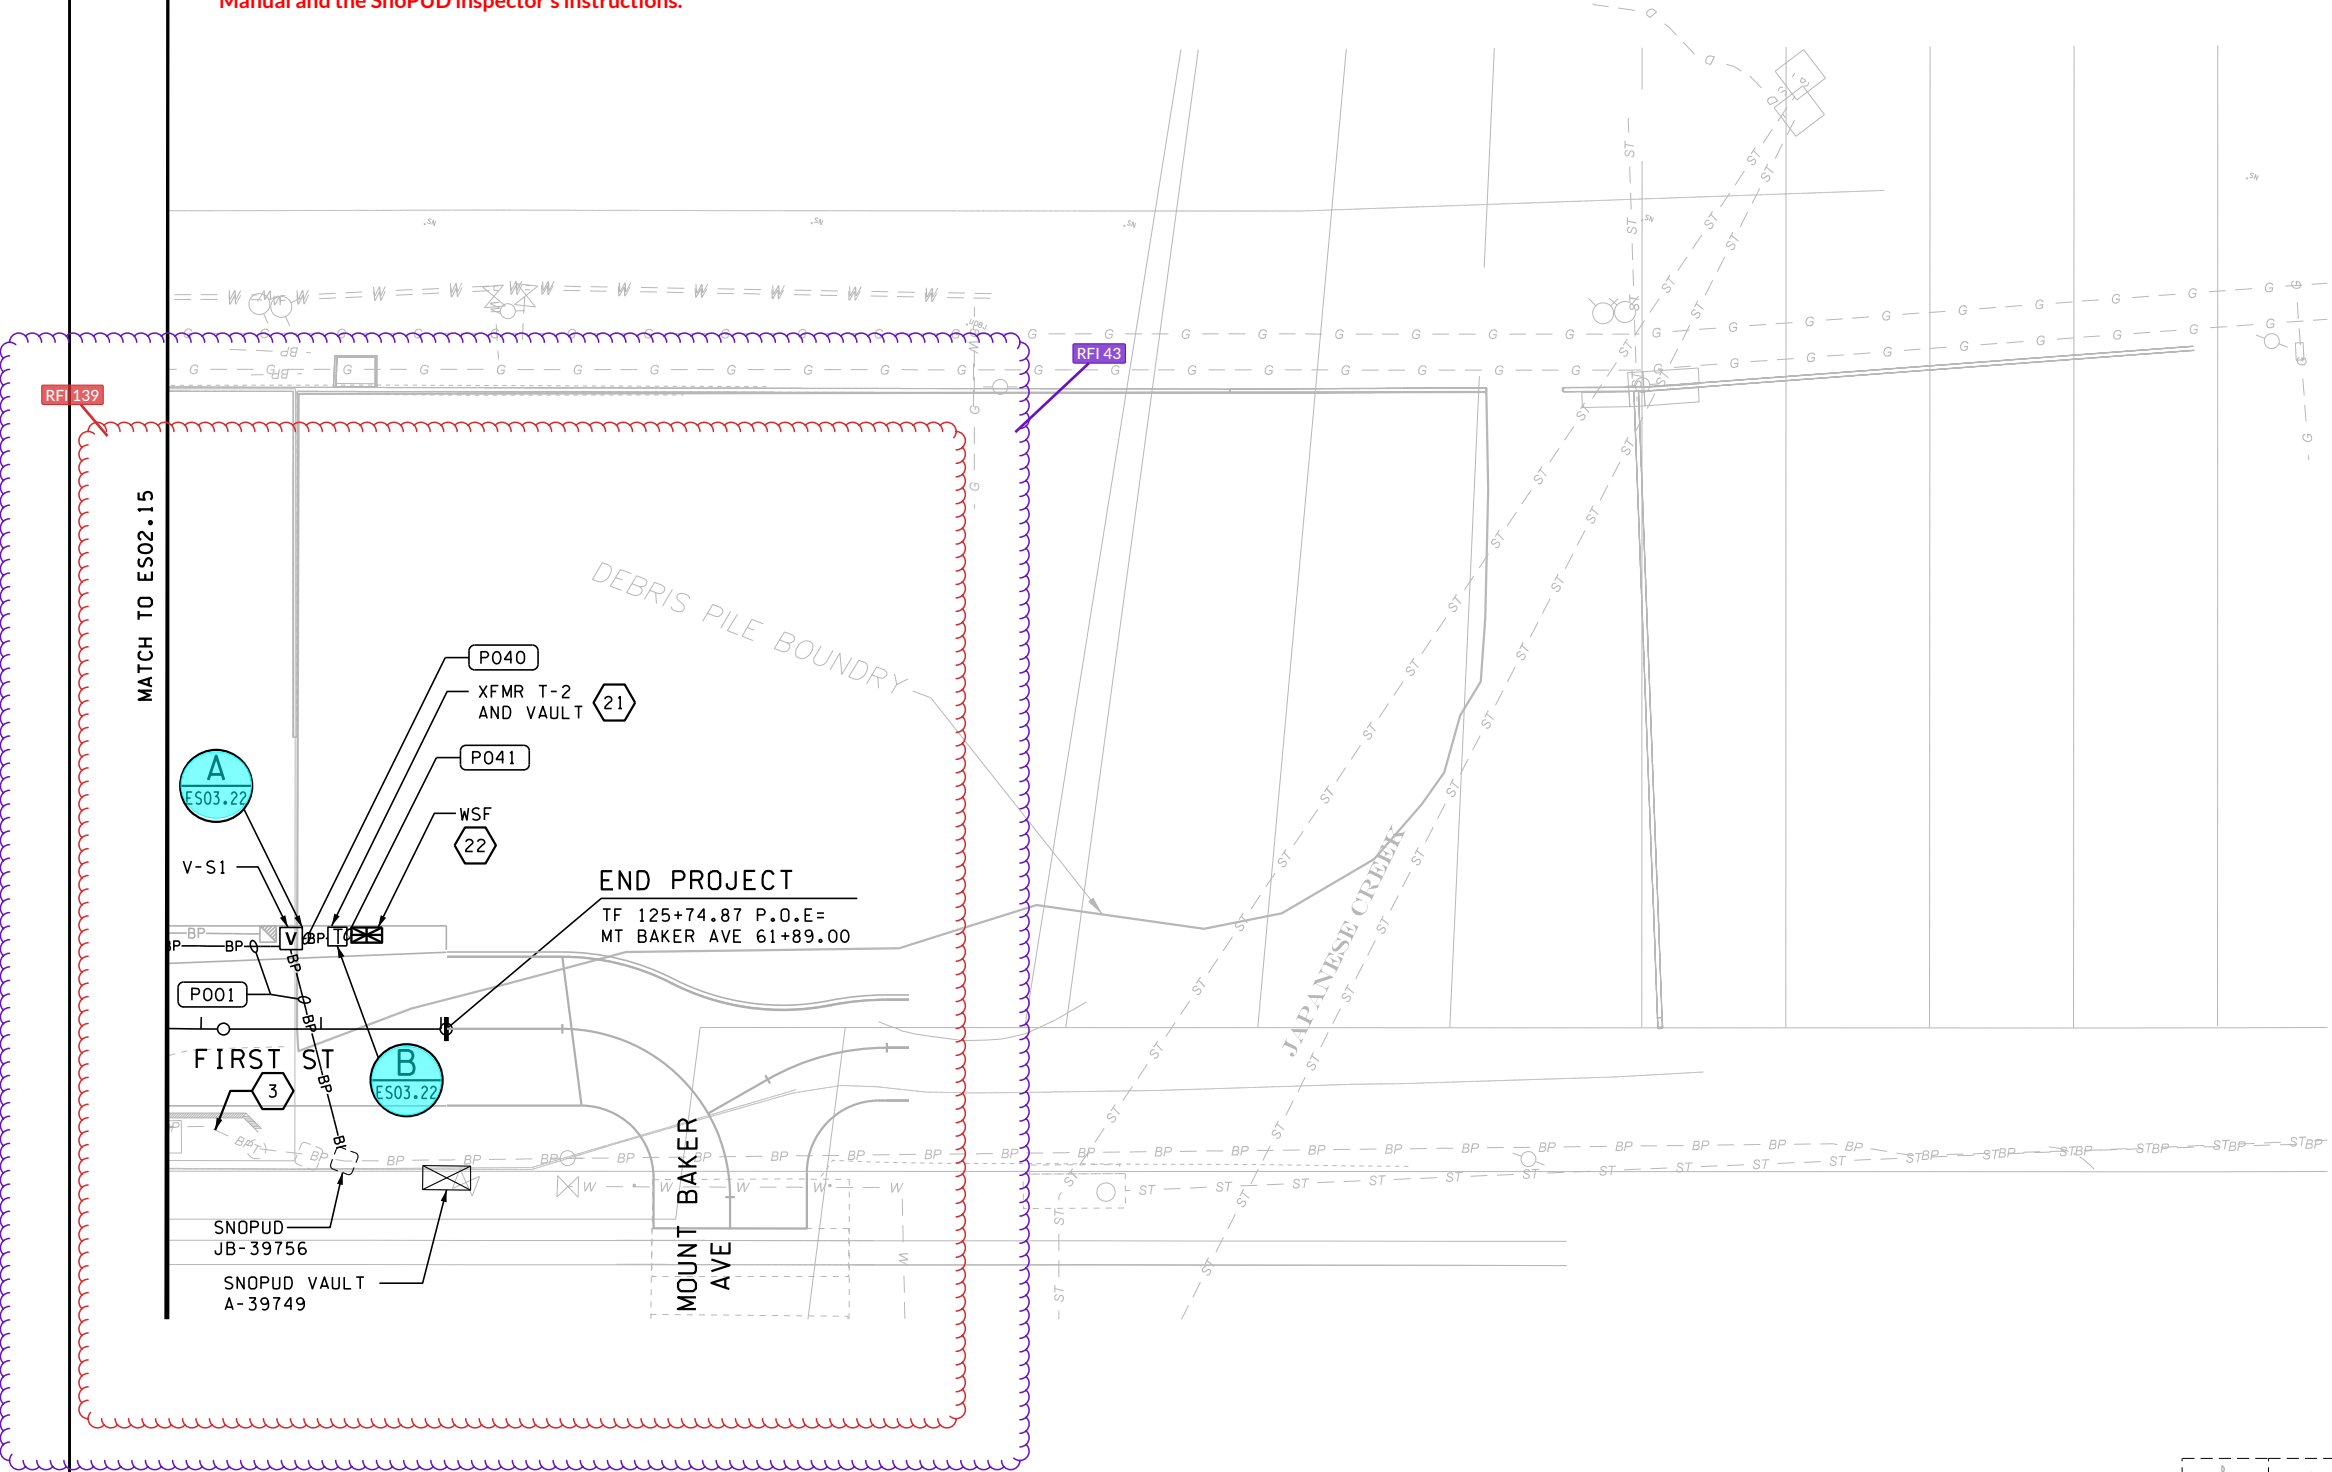 Manual and the SnoPUD Inspector's instructions.
RFI 43
RFI 139
MATCH TO ES02.15
DEBRIS PILE BOUNDRY
P040
XFMR T-2
AND VAULT
21
P041
WSF
22
A
ES03.22
V-S1
END PROJECT
TF 125+74.87 P.O.E=
MT BAKER AVE 61+89.00
V
T
P001
FIRST ST
3
B
ES03.22
JAPANESE CREEK
MOUNT BAKER
AVE
SNOPUD
JB-39756
SNOPUD VAULT
A-39749